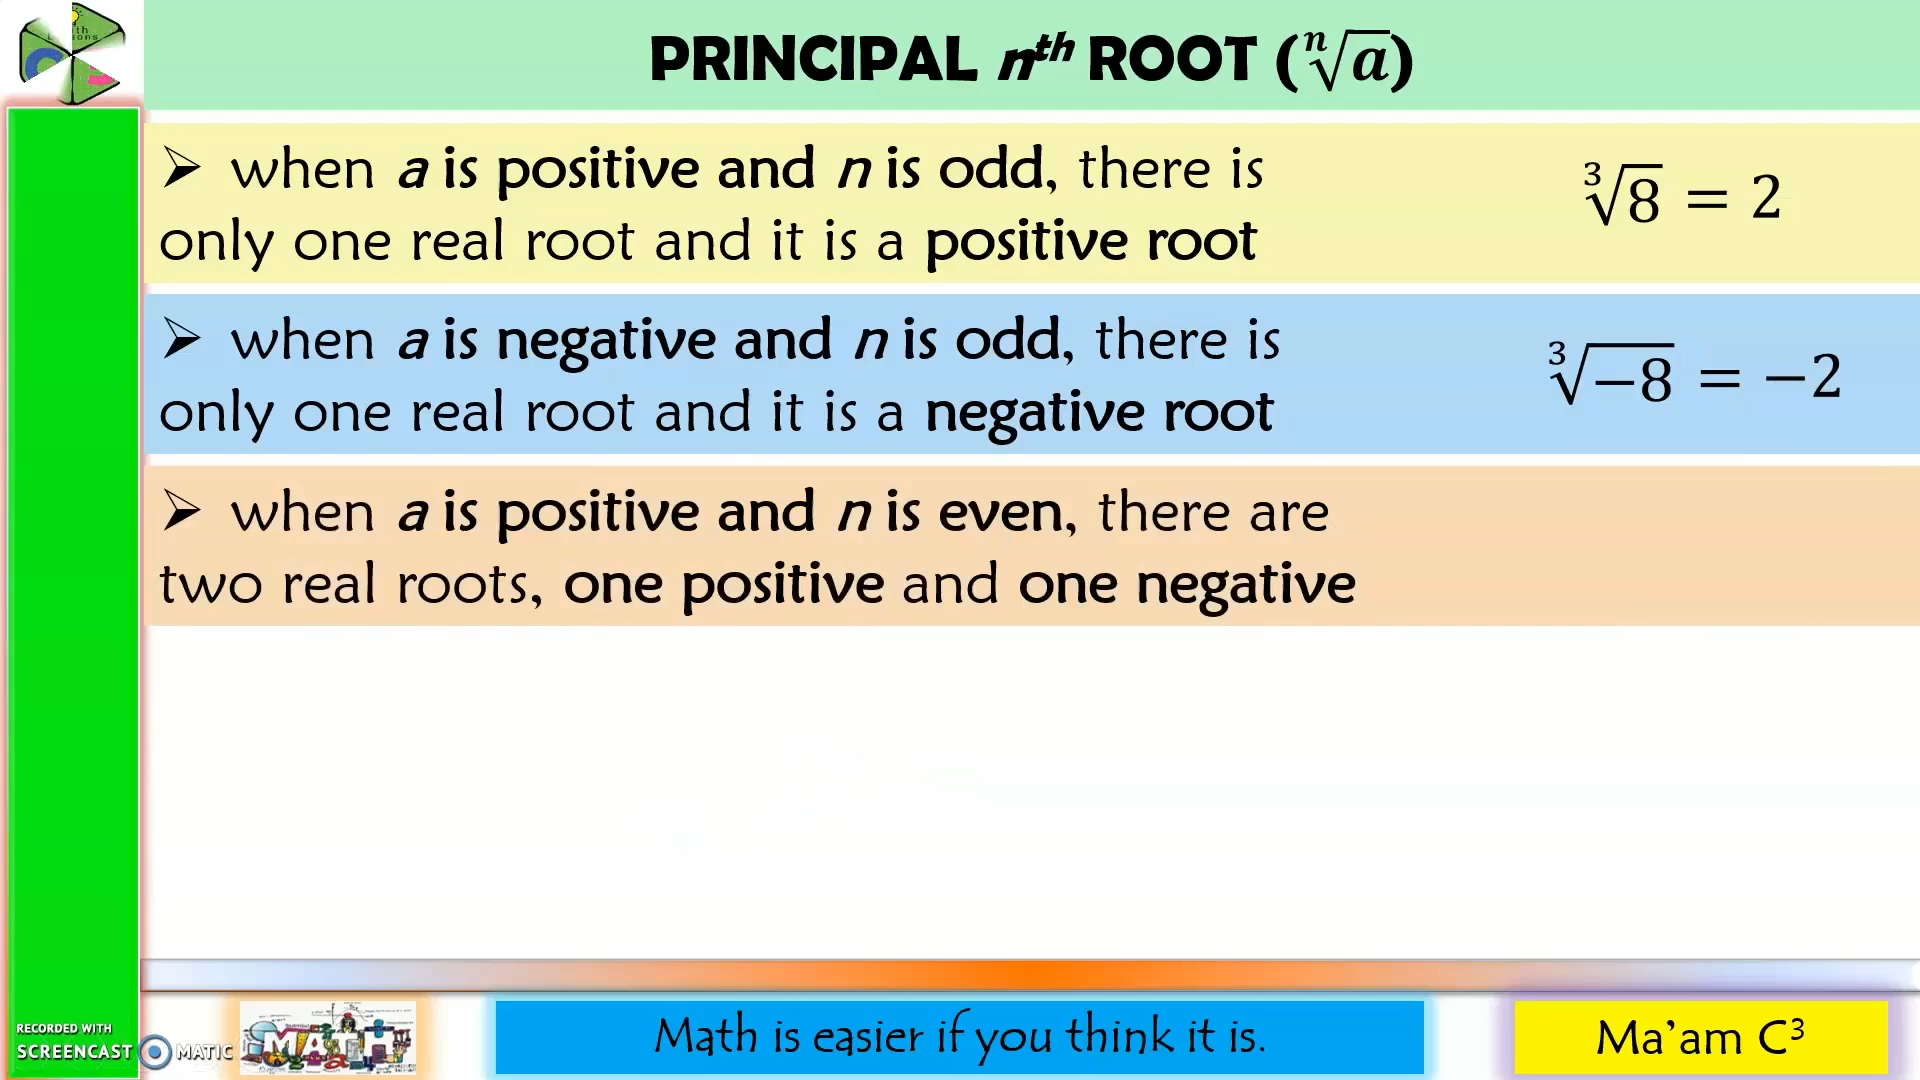 PRINCIPAL nᵗʰ ROOT (ⁿ√a)
➢ when a is positive and n is odd, there is
only one real root and it is a positive root
³√8 = 2
➢ when a is negative and n is odd, there is
only one real root and it is a negative root
³√−8 = −2
➢ when a is positive and n is even, there are
two real roots, one positive and one negative
RECORDED WITH
SCREENCAST MATIC
MATH
Math is easier if you think it is.
Ma’am C³